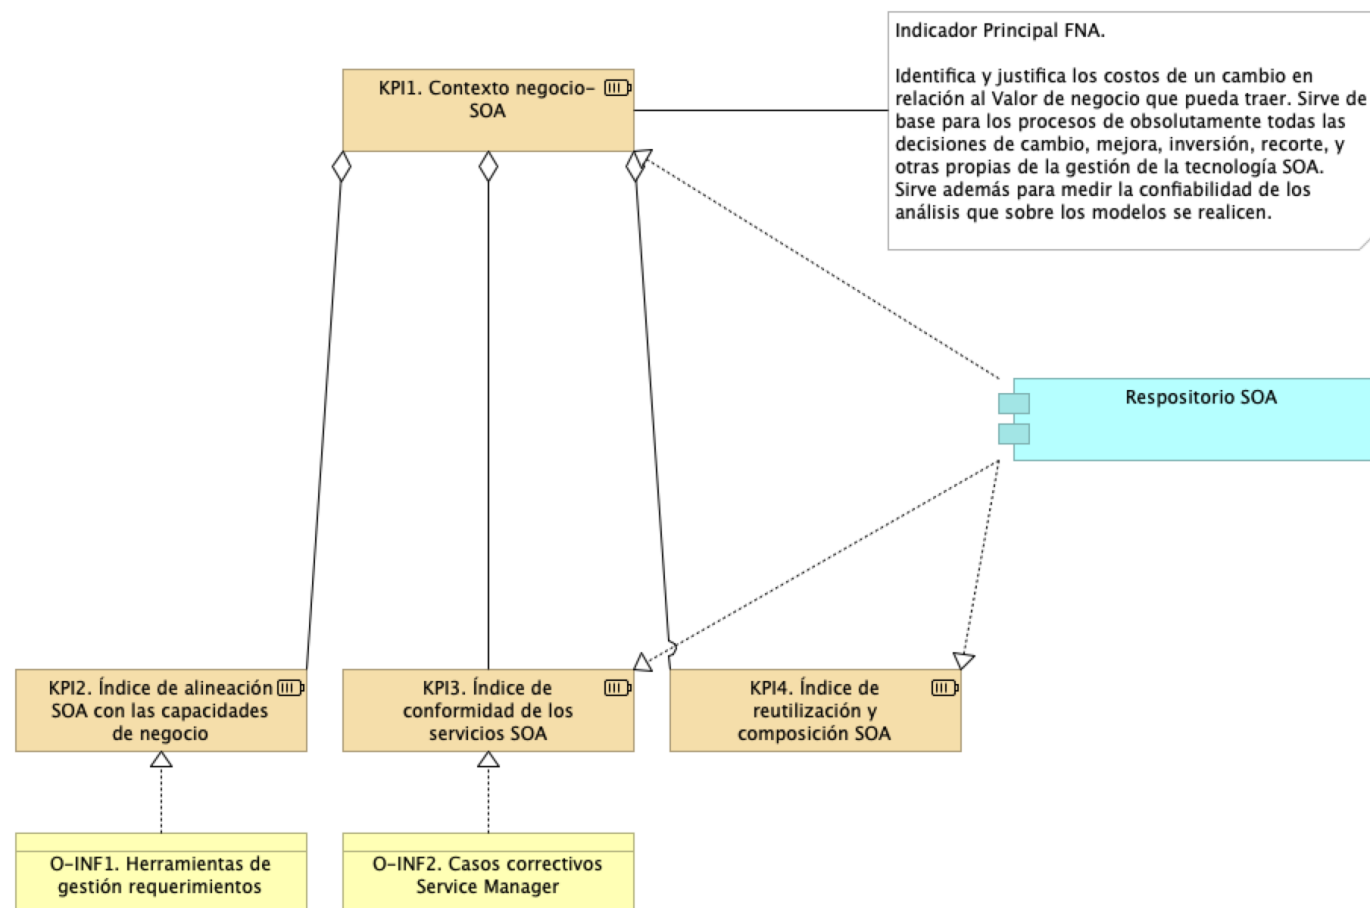 Indicador Principal FNA.
Identifica y justifica los costos de un cambio en
relación al Valor de negocio que pueda traer. Sirve de
base para los procesos de obsolutamente todas las
decisiones de cambio, mejora, inversión, recorte, y
otras propias de la gestión de la tecnología SOA.
Sirve además para medir la confiabilidad de los
análisis que sobre los modelos se realicen.
KPI1. Contexto negocio-
SOA
Respositorio SOA
KPI2. Índice de alineación
SOA con las capacidades
de negocio
KPI3. Índice de
conformidad de los
servicios SOA
KPI4. Índice de
reutilización y
composición SOA
O-INF1. Herramientas de
gestión requerimientos
O-INF2. Casos correctivos
Service Manager